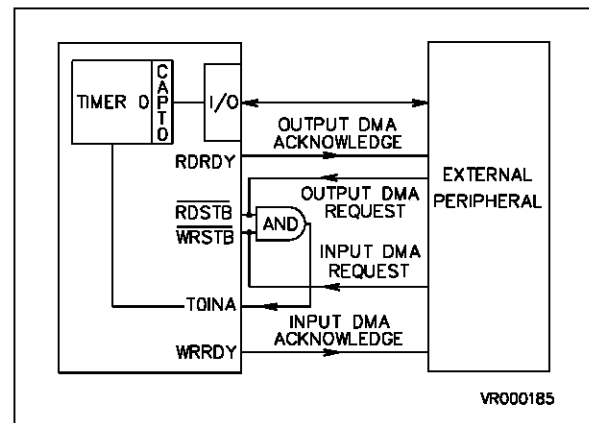 TIMER 0
CAPT0
I/O
OUTPUT DMA
ACKNOWLEDGE
RDRDY
EXTERNAL
PERIPHERAL
OUTPUT DMA
REQUEST
RDSTB
WRSTB
AND
INPUT DMA
REQUEST
T0INA
INPUT DMA
ACKNOWLEDGE
WRRDY
VR000185